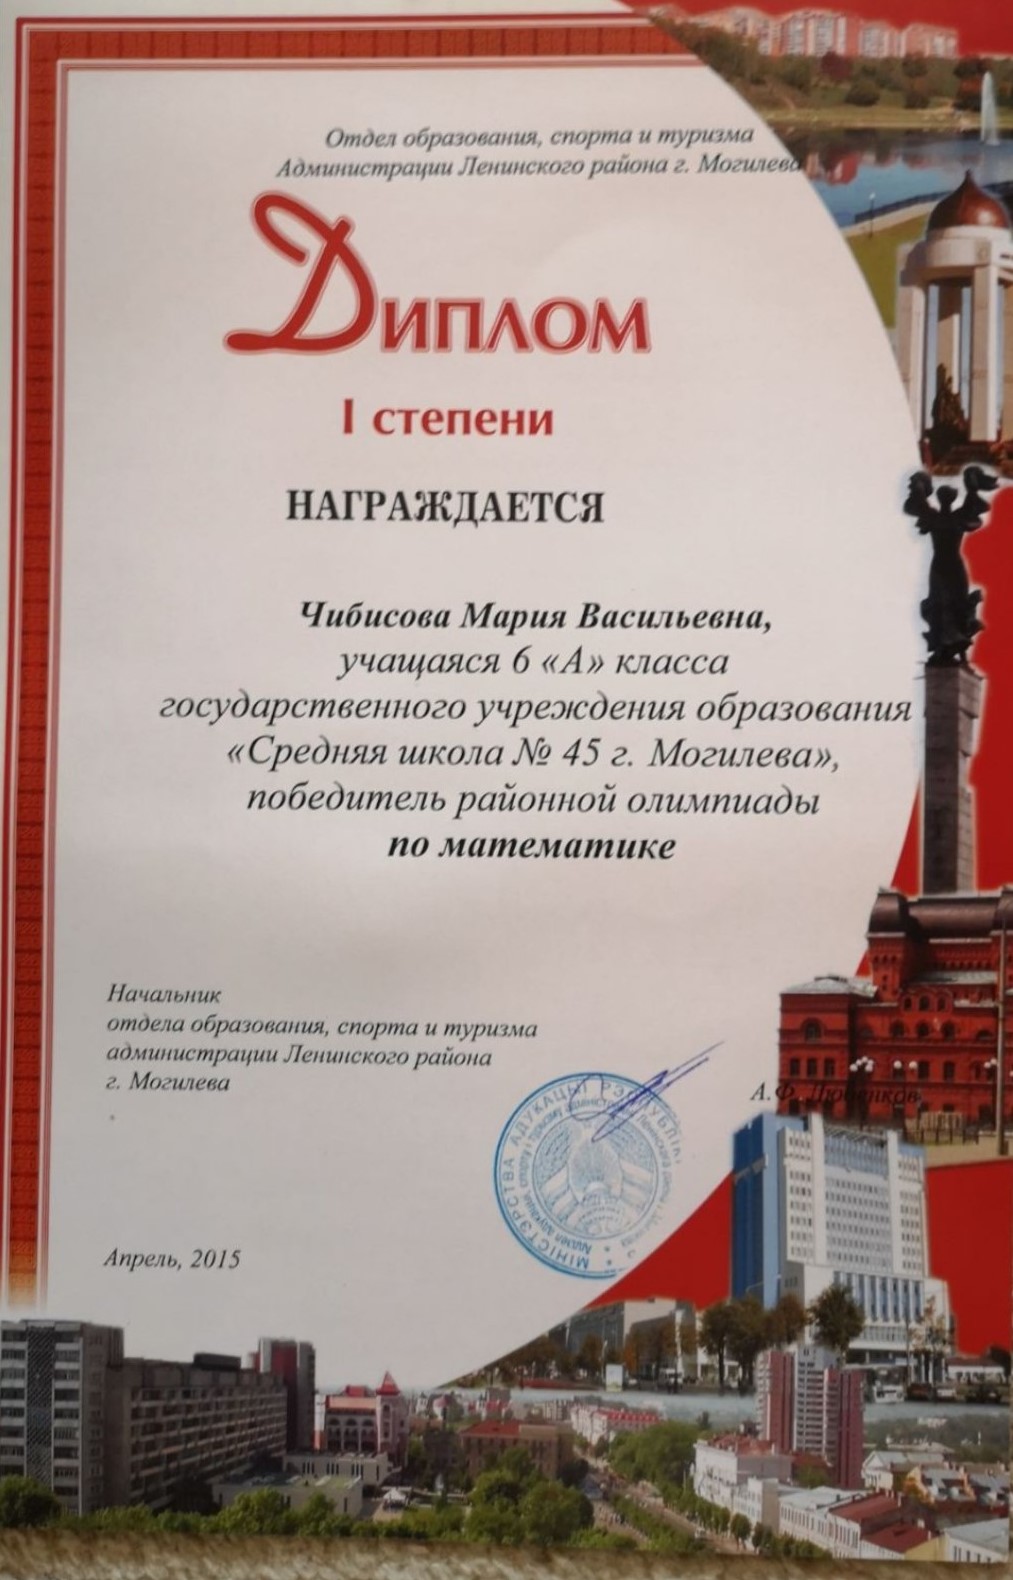 Отдел образования, спорта и туризма
Администрации Ленинского района г. Могилева
Диплом
I степени
НАГРАЖДАЕТСЯ
Чибисова Мария Васильевна,
учащаяся 6 «А» класса
государственного учреждения образования
«Средняя школа № 45 г. Могилева»,
победитель районной олимпиады
по математике
Начальник
отдела образования, спорта и туризма
администрации Ленинского района
г. Могилева
А.Ф.
МІНІСТЭРСТВА АДУКАЦЫІ РЭСПУБЛІКІ
Апрель, 2015